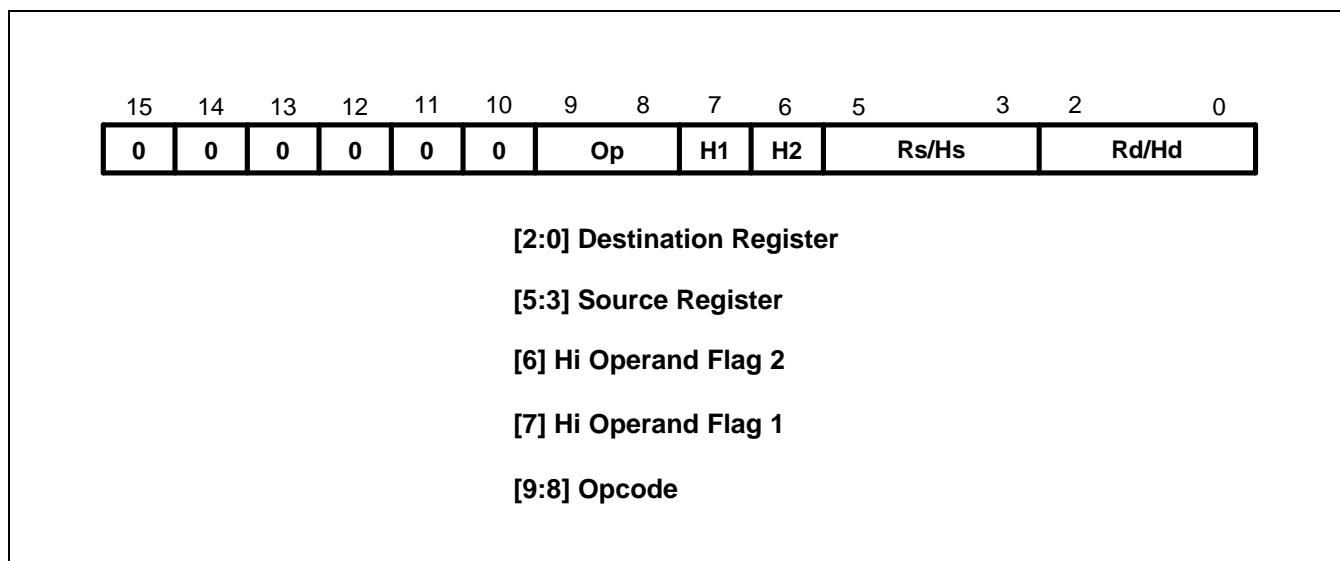 15 14 13 12 11 10 9 8 7 6 5 3 2 0
0 0 0 0 0 0 Op H1 H2 Rs/Hs Rd/Hd
[2:0] Destination Register
[5:3] Source Register
[6] Hi Operand Flag 2
[7] Hi Operand Flag 1
[9:8] Opcode